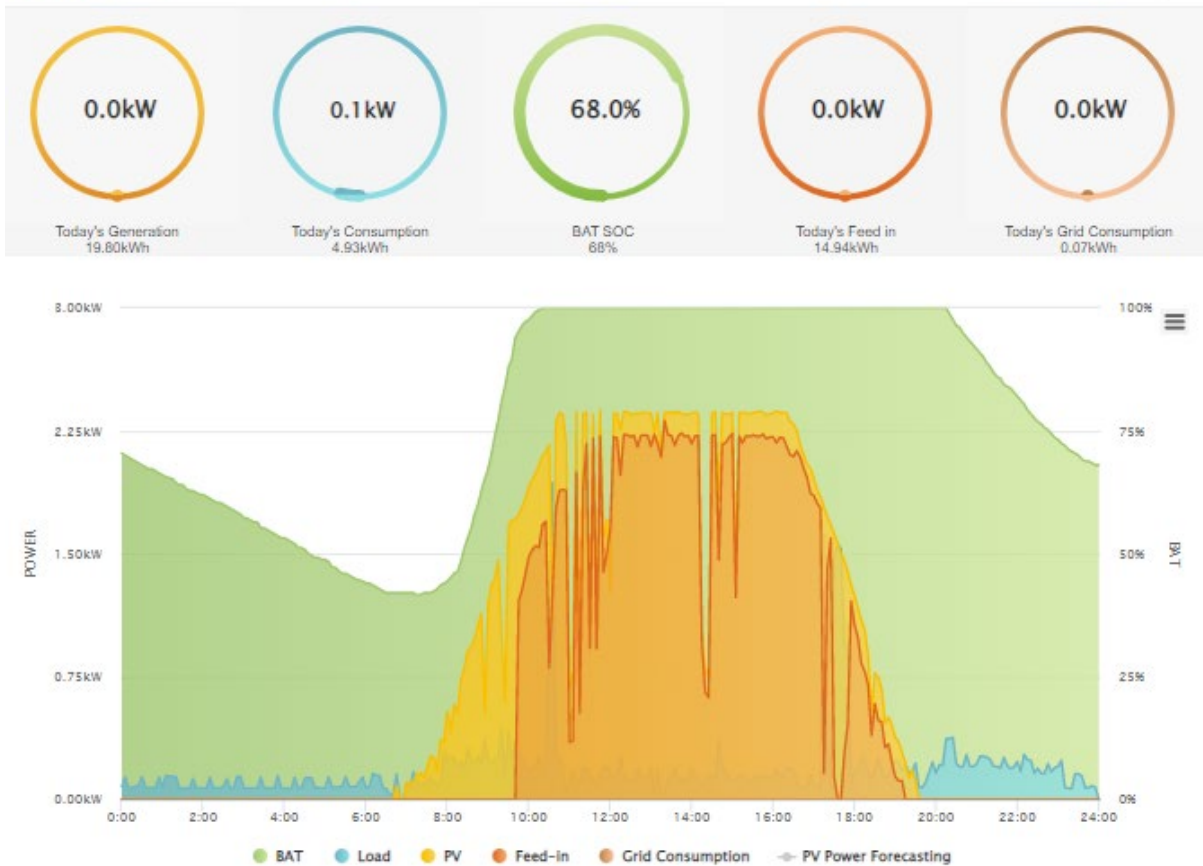 0.0kW 0.1kW 68.0% 0.0kW 0.0kW
Today's Generation Today's Consumption BAT SOC Today's Feed in Today's Grid Consumption
19.80kWh 4.93kWh 68% 14.94kWh 0.07kWh
3.00kW 100%
2.25kW 75%
POWER
1.50kW 50%
BAT
0.75kW 25%
0.00kW 0%
0:00 2:00 4:00 6:00 8:00 10:00 12:00 14:00 16:00 18:00 20:00 22:00 24:00
BAT Load PV Feed-in Grid Consumption PV Power Forecasting